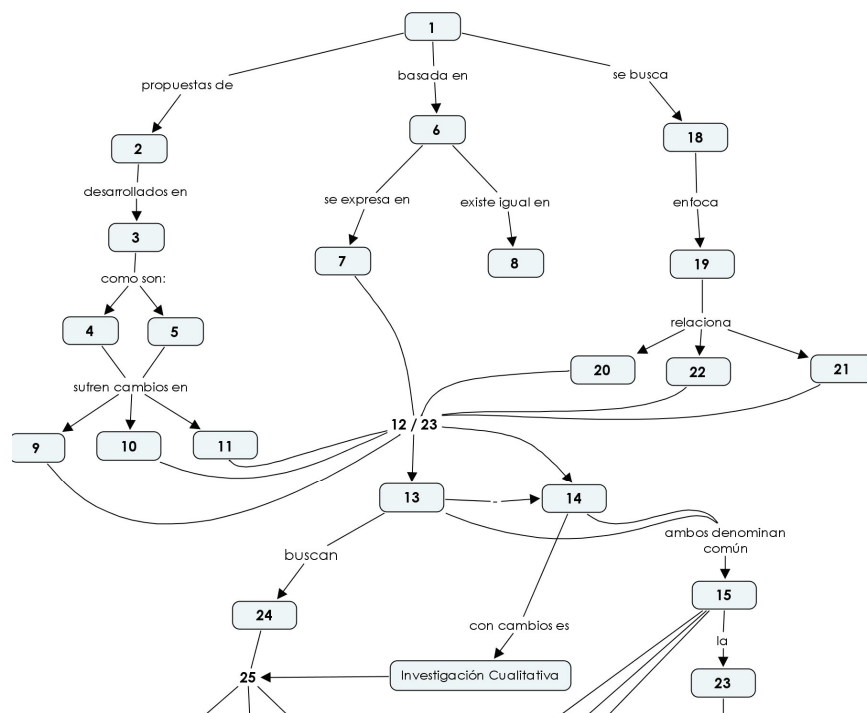 1
propuestas de
basada en
se busca
6
18
2
desarrollados en
se expresa en
existe igual en
enfoca
3
7
8
19
como son:
4
5
relaciona
20
22
21
sufren cambios en
12 / 23
9
10
11
13
-
14
ambos denominan
común
buscan
15
24
con cambios es
la
25
Investigación Cualitativa
23